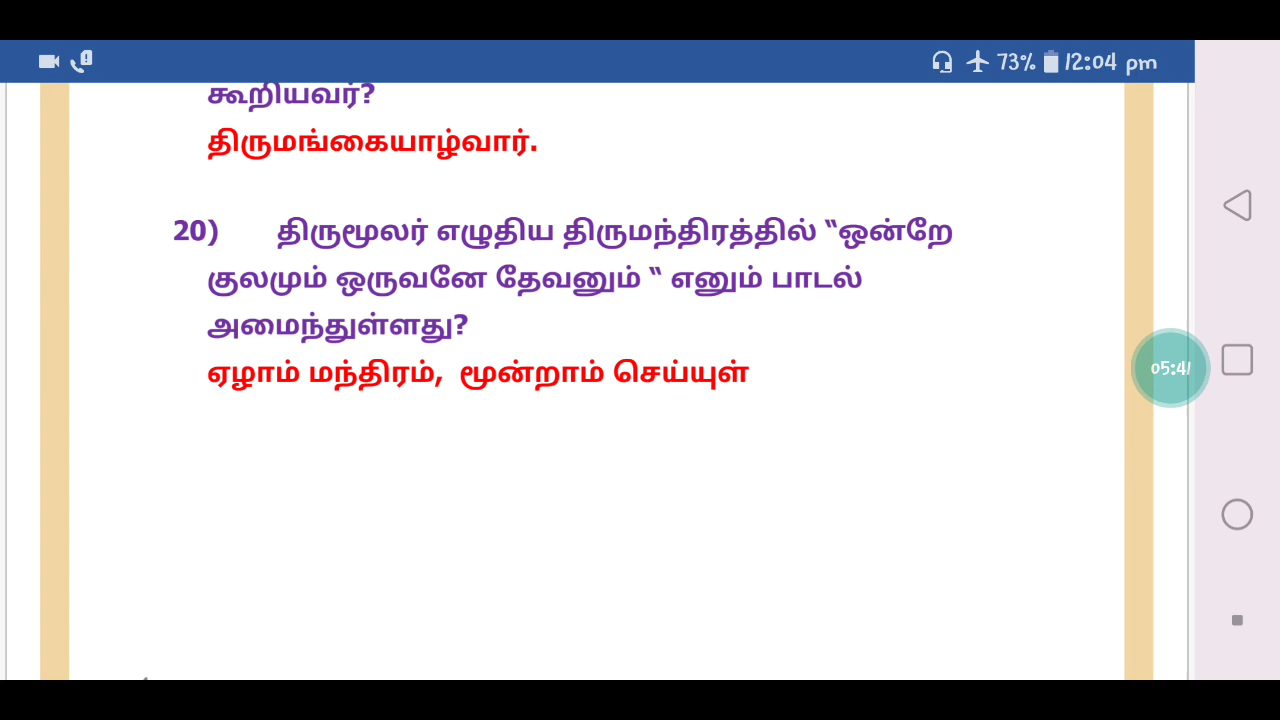 73% 12:04 pm
கூறியவர்?
திருமங்கையாழ்வார்.
20) திருமூலர் எழுதிய திருமந்திரத்தில் “ஒன்றே
குலமும் ஒருவனே தேவனும் “ எனும் பாடல்
அமைந்துள்ளது?
ஏழாம் மந்திரம், மூன்றாம் செய்யுள்
05:41